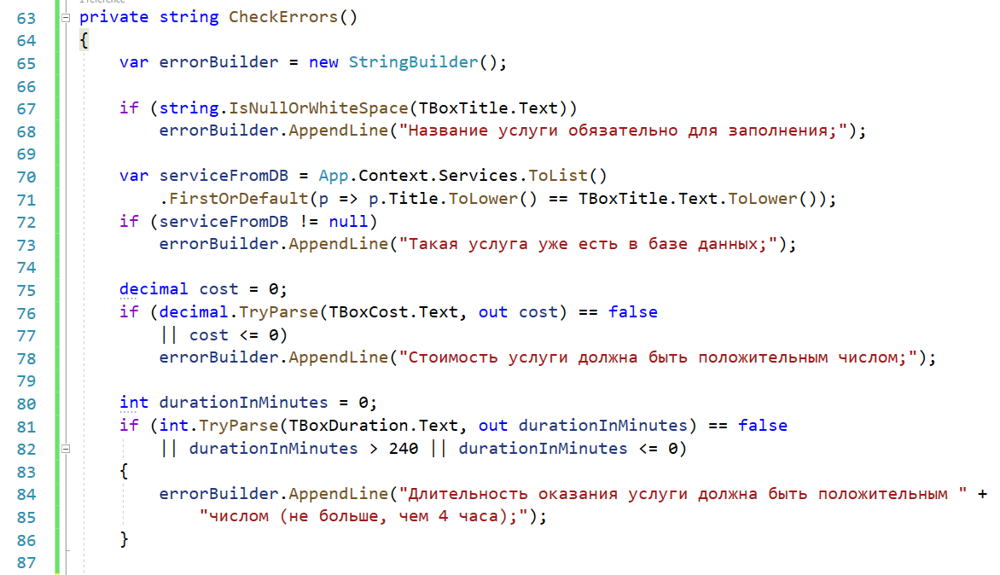 1 reference
63 private string CheckErrors()
64 {
65 var errorBuilder = new StringBuilder();
66
67 if (string.IsNullOrWhiteSpace(TBoxTitle.Text))
68 errorBuilder.AppendLine("Название услуги обязательно для заполнения;");
69
70 var serviceFromDB = App.Context.Services.ToList()
71 .FirstOrDefault(p => p.Title.ToLower() == TBoxTitle.Text.ToLower());
72 if (serviceFromDB != null)
73 errorBuilder.AppendLine("Такая услуга уже есть в базе данных;");
74
75 decimal cost = 0;
76 if (decimal.TryParse(TBoxCost.Text, out cost) == false
77 || cost <= 0)
78 errorBuilder.AppendLine("Стоимость услуги должна быть положительным числом;");
79
80 int durationInMinutes = 0;
81 if (int.TryParse(TBoxDuration.Text, out durationInMinutes) == false
82 || durationInMinutes > 240 || durationInMinutes <= 0)
83 {
84 errorBuilder.AppendLine("Длительность оказания услуги должна быть положительным " +
85 "числом (не больше, чем 4 часа);");
86 }
87